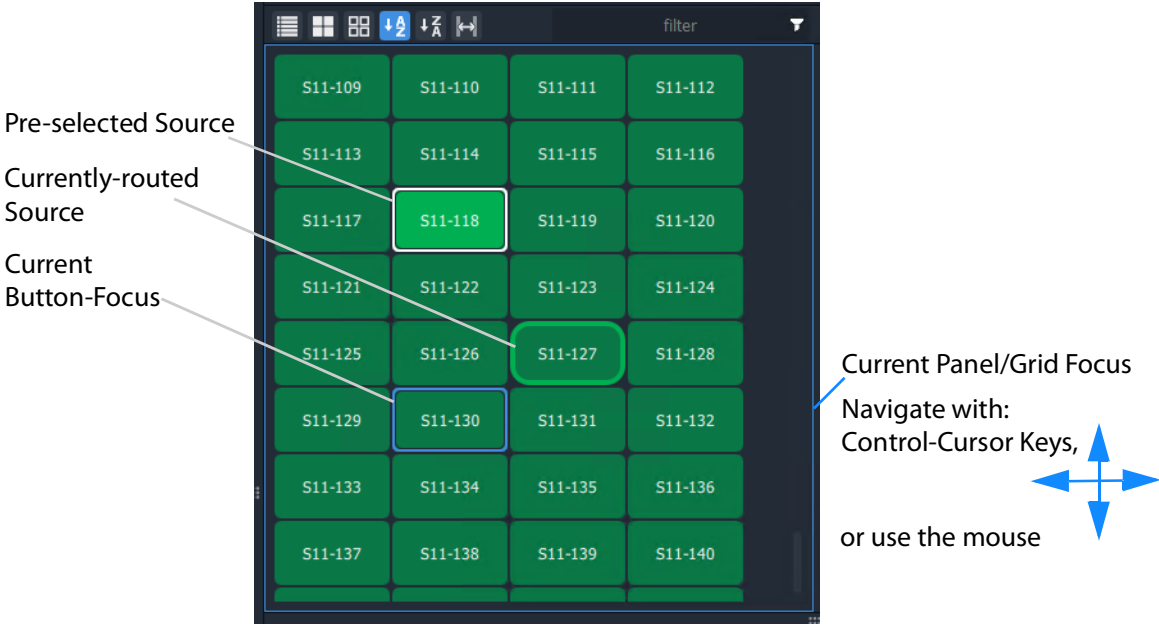 filter
S11-109 S11-110 S11-111 S11-112
Pre-selected Source
S11-113 S11-114 S11-115 S11-116
Currently-routed
Source
S11-117 S11-118 S11-119 S11-120
Current
Button-Focus
S11-121 S11-122 S11-123 S11-124
S11-125 S11-126 S11-127 S11-128
Current Panel/Grid Focus
Navigate with:
Control-Cursor Keys,
S11-129 S11-130 S11-131 S11-132
S11-133 S11-134 S11-135 S11-136
or use the mouse
S11-137 S11-138 S11-139 S11-140